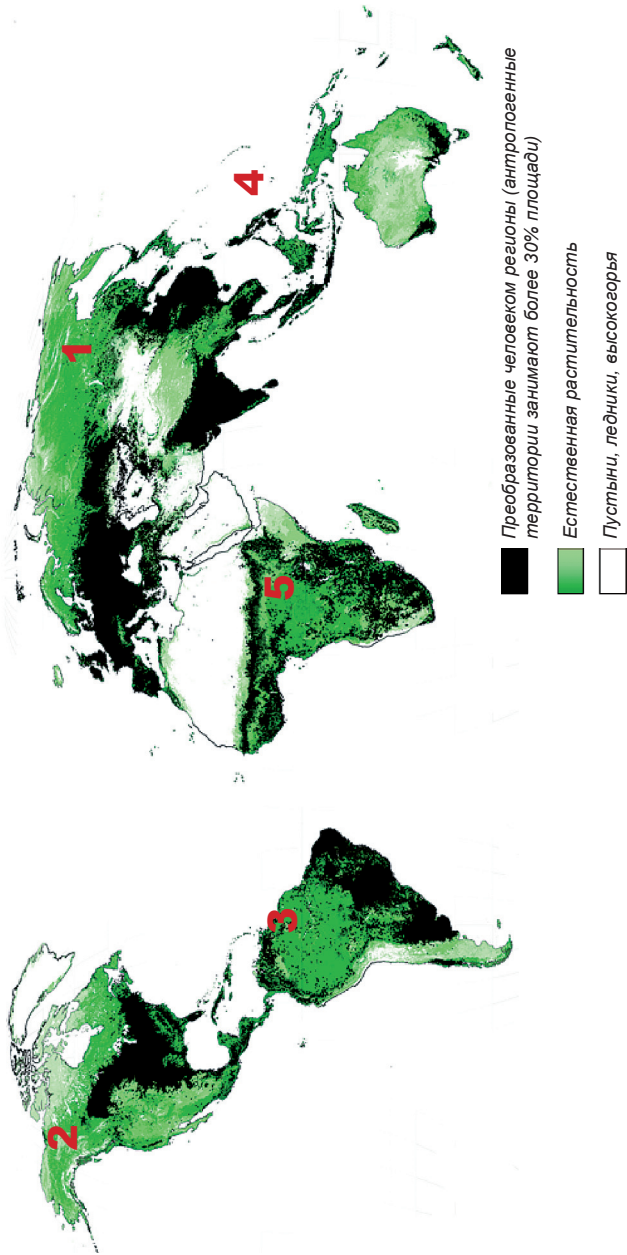 1
2
3
4
5
Преобразованные человеком регионы (антропогенные
территории занимают более 30% площади)
Естественная растительность
Пустыни, ледники, высокогорья